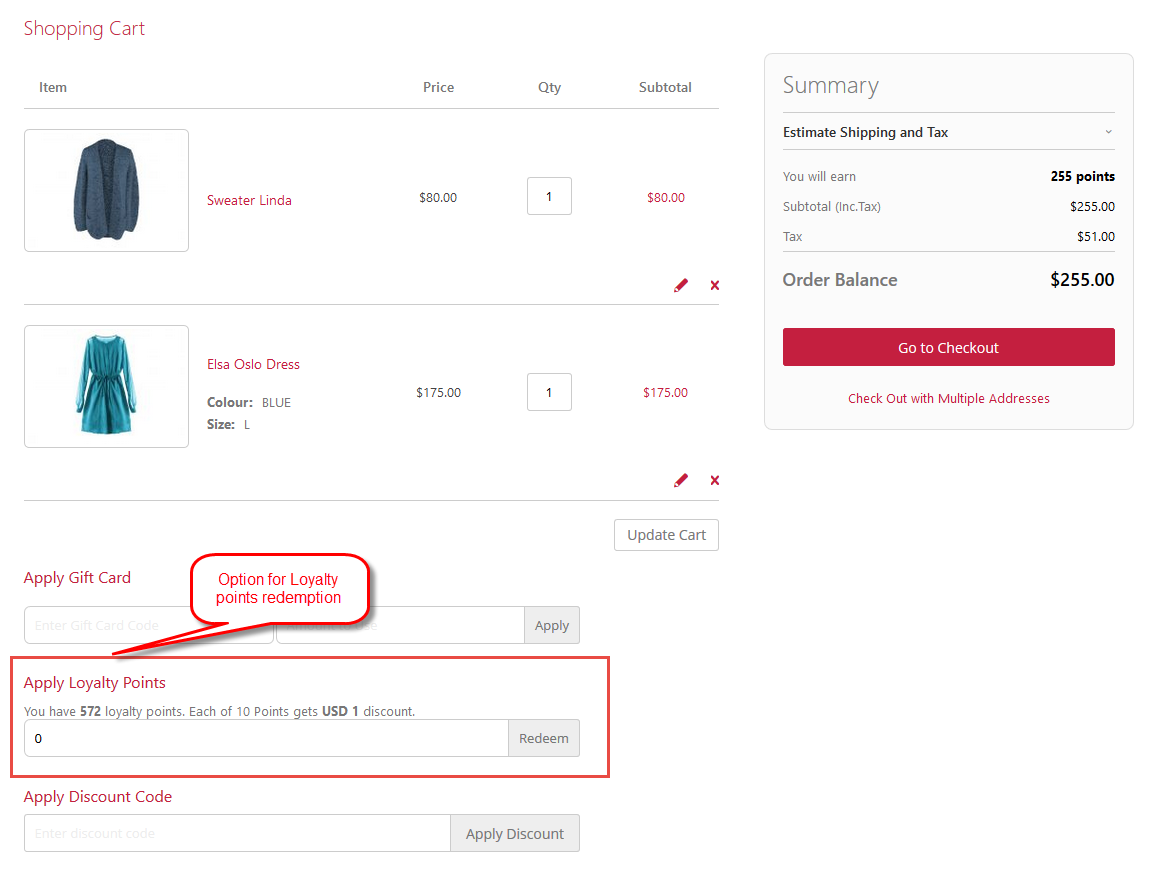 Shopping Cart
Item Price Qty Subtotal
Sweater Linda $80.00 1 $80.00
Elsa Oslo Dress
Colour: BLUE
Size: L
$175.00 1 $175.00
Update Cart
Summary
Estimate Shipping and Tax
You will earn 255 points
Subtotal (Inc.Tax) $255.00
Tax $51.00
Order Balance $255.00
Go to Checkout
Check Out with Multiple Addresses
Apply Gift Card
Option for Loyalty
points redemption
Enter Gift Card Code
Apply
Apply Loyalty Points
You have 572 loyalty points. Each of 10 Points gets USD 1 discount.
0 Redeem
Apply Discount Code
Enter discount code Apply Discount